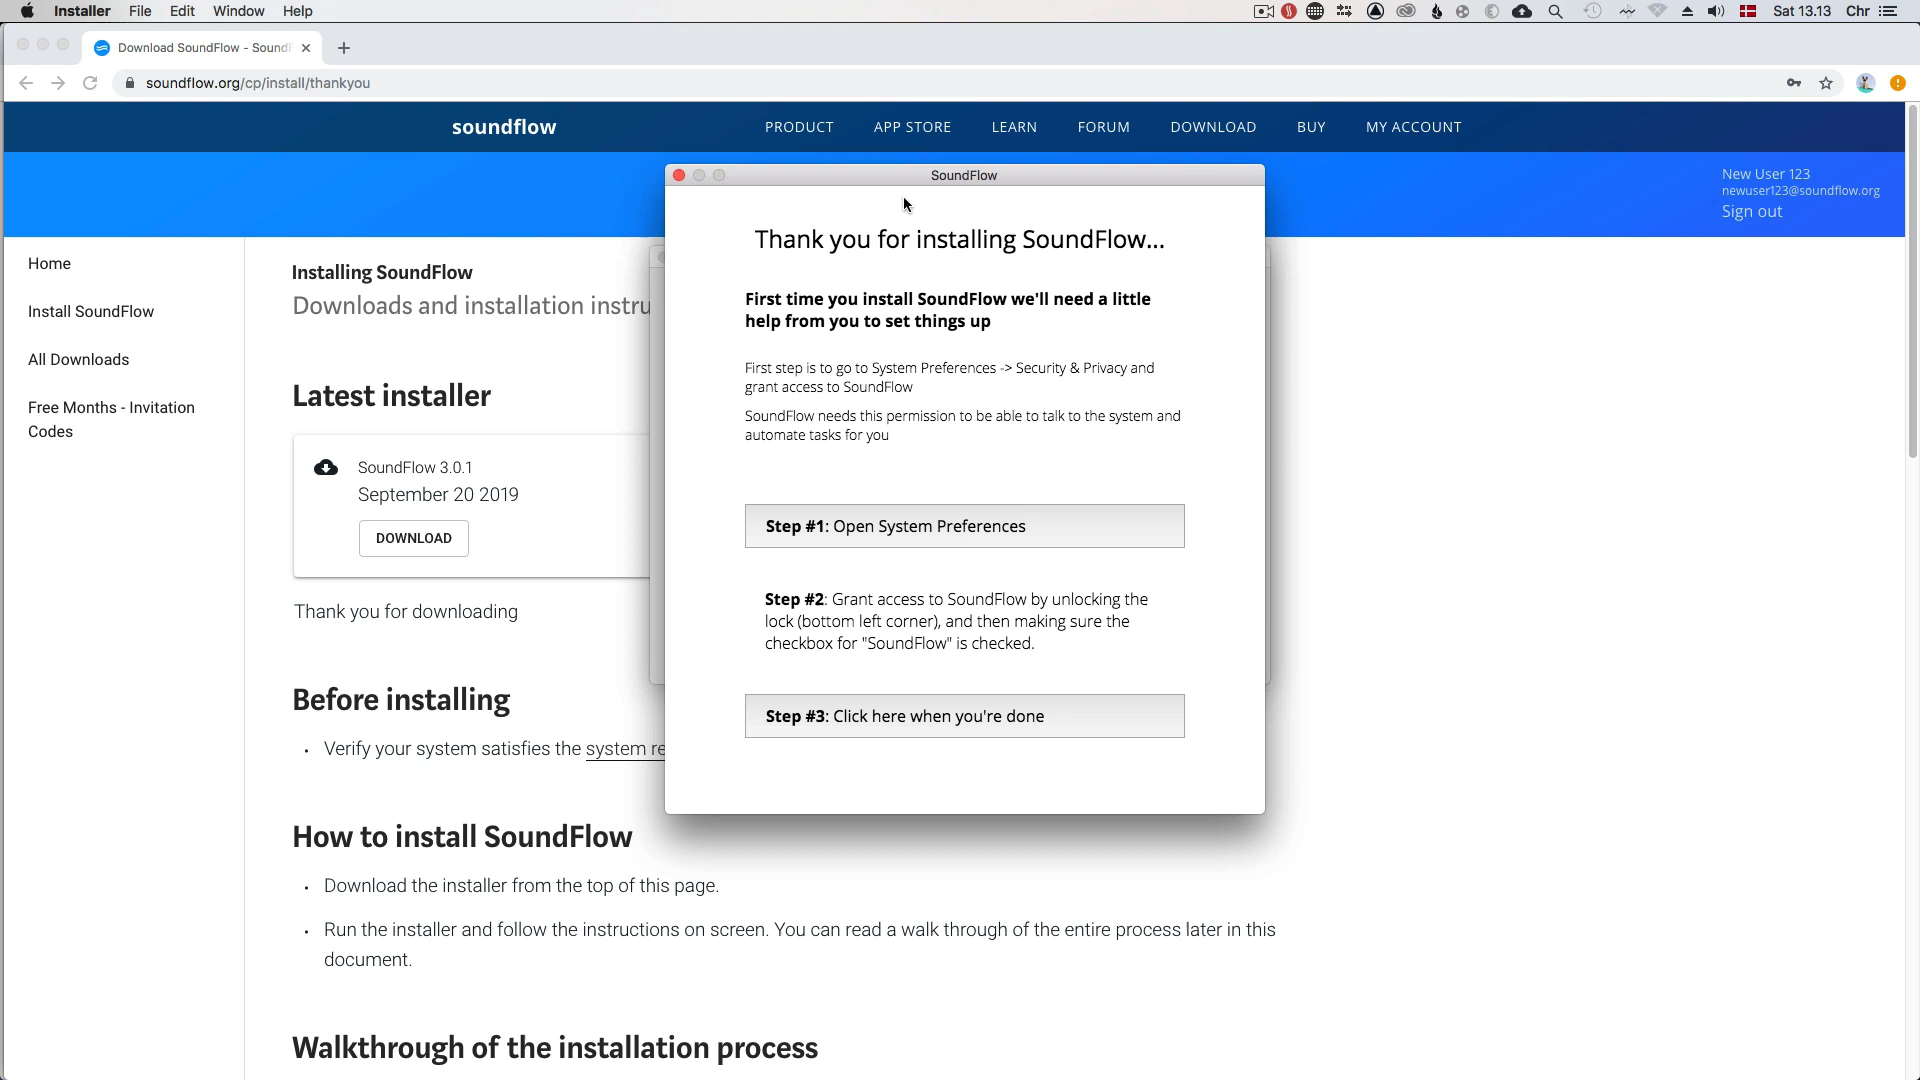 Installer File Edit Window Help
Sat 13.13 Chr
Download SoundFlow - SoundF
soundflow.org/cp/install/thankyou
soundflow
PRODUCT APP STORE LEARN FORUM DOWNLOAD BUY MY ACCOUNT
New User 123
newuser123@soundflow.org
Sign out
Home
Install SoundFlow
All Downloads
Free Months - Invitation
Codes
Installing SoundFlow
Downloads and installation instru
Latest installer
SoundFlow 3.0.1
September 20 2019
DOWNLOAD
Thank you for downloading
Before installing
Verify your system satisfies the system re
How to install SoundFlow
Download the installer from the top of this page.
Run the installer and follow the instructions on screen. You can read a walk through of the entire process later in this
document.
Walkthrough of the installation process
SoundFlow
Thank you for installing SoundFlow...
First time you install SoundFlow we'll need a little
help from you to set things up
First step is to go to System Preferences -> Security & Privacy and
grant access to SoundFlow
SoundFlow needs this permission to be able to talk to the system and
automate tasks for you
Step #1: Open System Preferences
Step #2: Grant access to SoundFlow by unlocking the
lock (bottom left corner), and then making sure the
checkbox for "SoundFlow" is checked.
Step #3: Click here when you're done